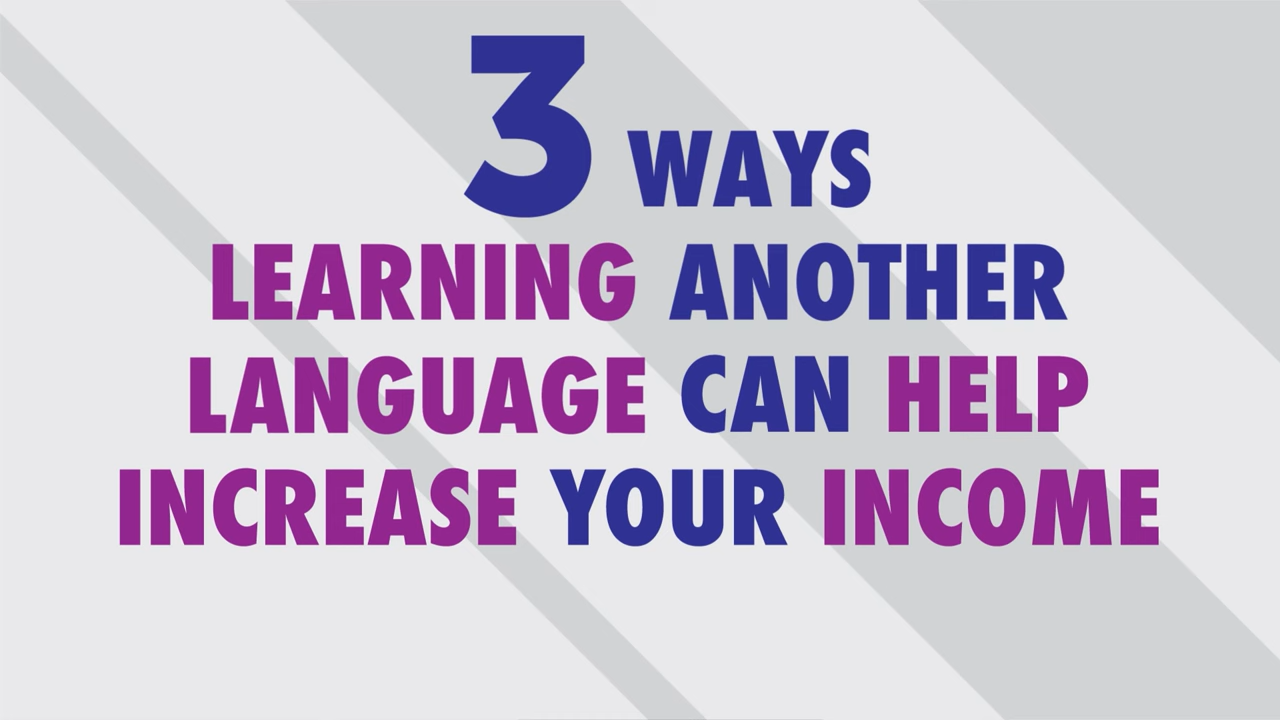 3 WAYS
LEARNING ANOTHER
LANGUAGE CAN HELP
INCREASE YOUR INCOME